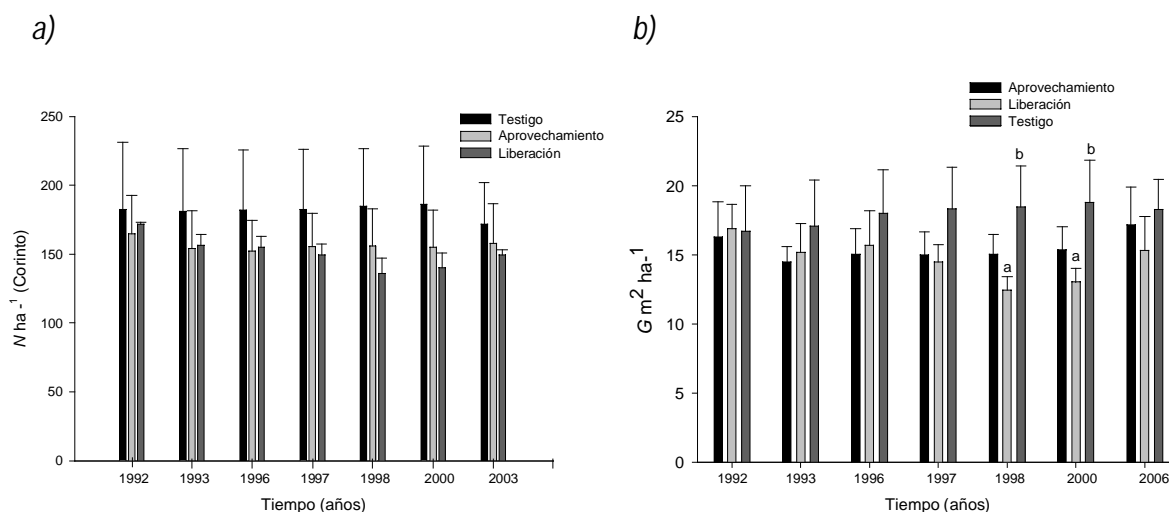 a)
b)
Testigo
Aprovechamiento
Liberación
250
200
150
100
50
0
N ha -1 (Corinto)
1992 1993 1996 1997 1998 2000 2003
Tiempo (años)
Aprovechamiento
Liberación
Testigo
25
20
15
10
5
0
G m2 ha-1
b b
a a
1992 1993 1996 1997 1998 2000 2006
Tiempo (años)